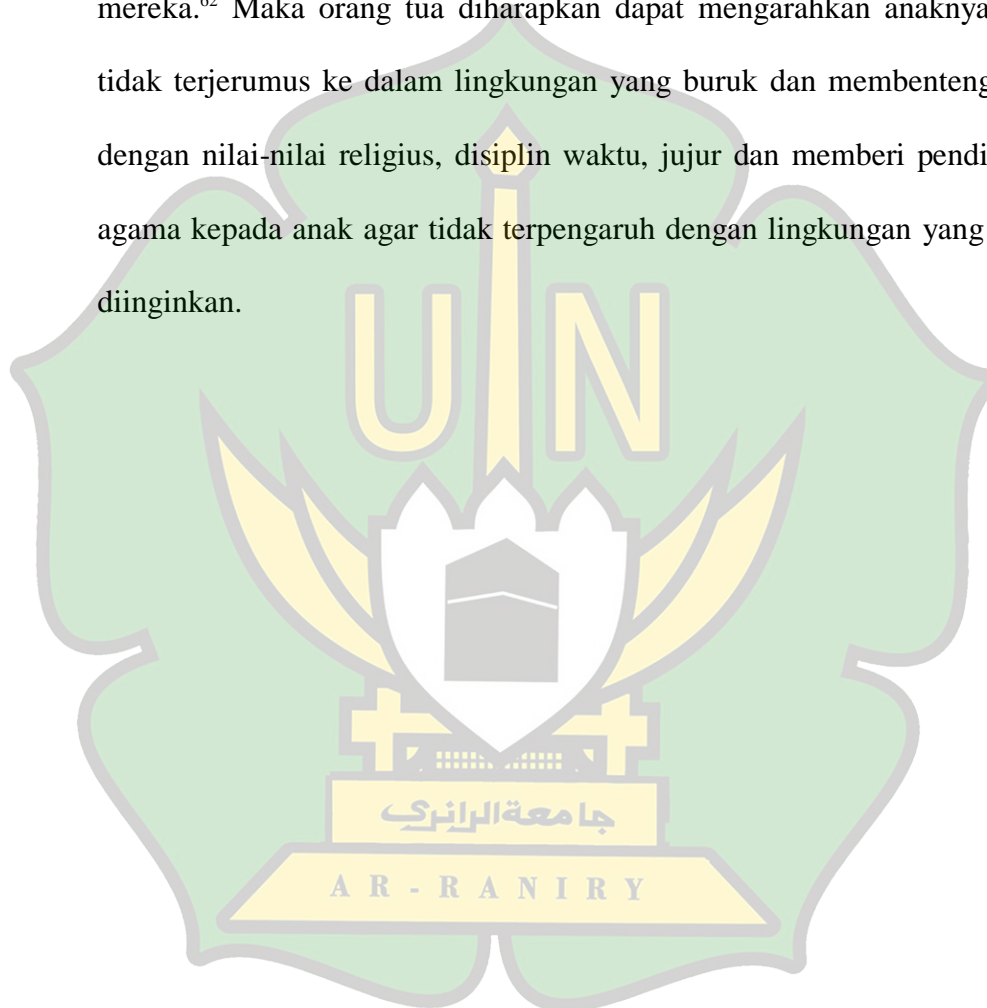 mereka.⁶² Maka orang tua diharapkan dapat mengarahkan anaknya
tidak terjerumus ke dalam lingkungan yang buruk dan membenteng
dengan nilai-nilai religius, disiplin waktu, jujur dan memberi pendi
agama kepada anak agar tidak terpengaruh dengan lingkungan yang
diinginkan.
UIN
جامعةالرانري
AR-RANIRY